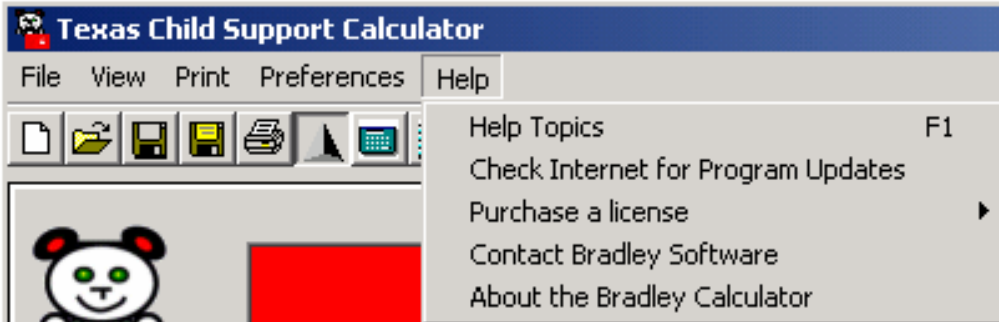 Texas Child Support Calculator
File View Print Preferences Help
Help Topics F1
Check Internet for Program Updates
Purchase a license
Contact Bradley Software
About the Bradley Calculator